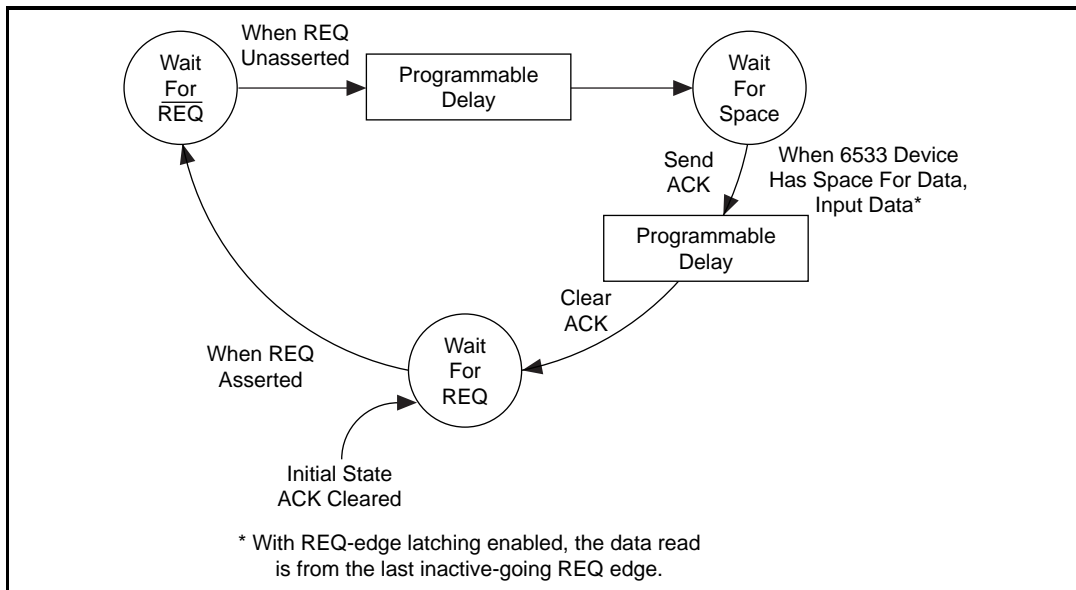 Wait
For
REQ
When REQ
Unasserted
Programmable
Delay
Wait
For
Space
Send
ACK
When 6533 Device
Has Space For Data,
Input Data*
Programmable
Delay
Clear
ACK
Wait
For
REQ
When REQ
Asserted
Initial State
ACK Cleared
* With REQ-edge latching enabled, the data read
is from the last inactive-going REQ edge.